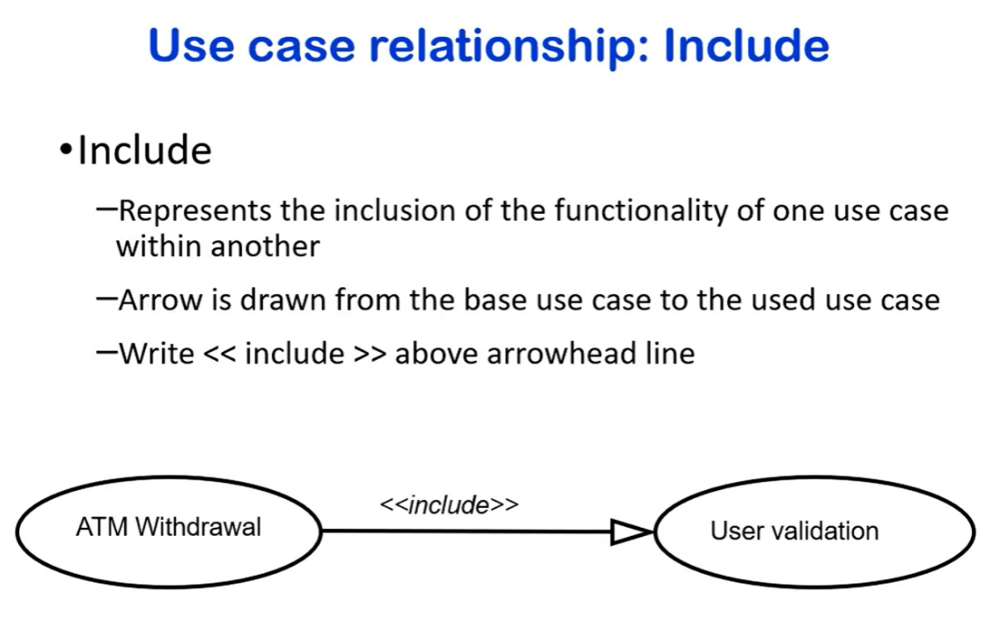 Use case relationship: Include
•Include
–Represents the inclusion of the functionality of one use case
within another
–Arrow is drawn from the base use case to the used use case
–Write << include >> above arrowhead line
<<include>>
ATM Withdrawal
User validation